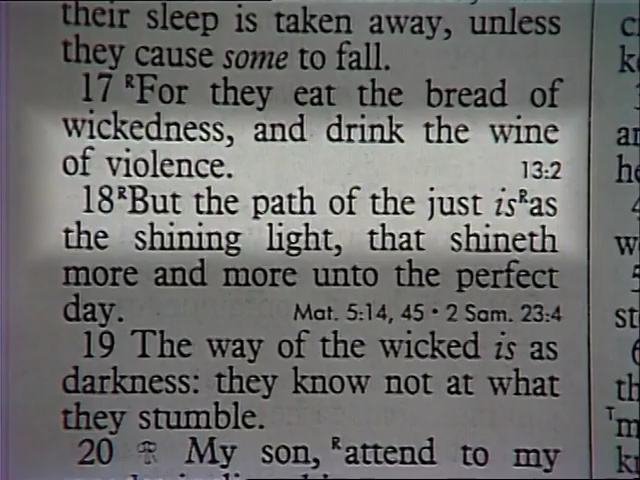 their sleep is taken away, unless
they cause some to fall.
17 ᴿFor they eat the bread of
wickedness, and drink the wine
of violence. 13:2
18ᴿBut the path of the just isᴿas
the shining light, that shineth
more and more unto the perfect
day. Mat. 5:14, 45 · 2 Sam. 23:4
19 The way of the wicked is as
darkness: they know not at what
they stumble.
20 My son, ᴿattend to my